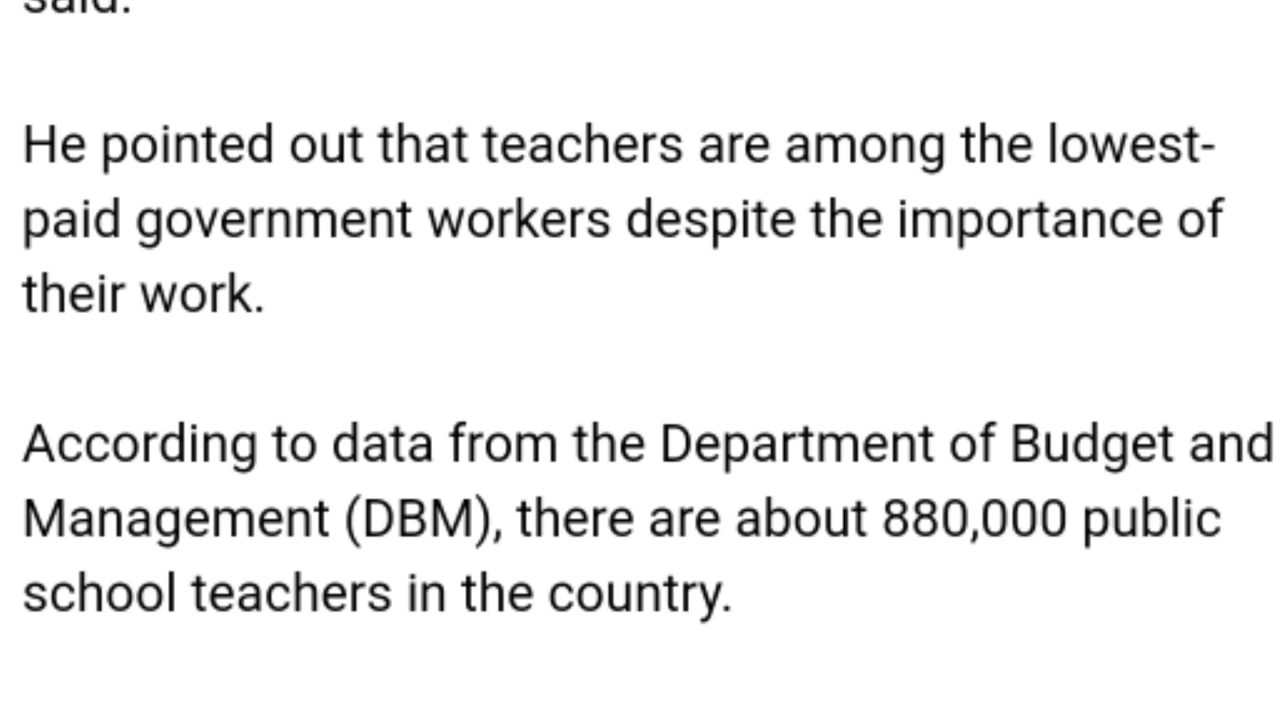 said.
He pointed out that teachers are among the lowest-
paid government workers despite the importance of
their work.
According to data from the Department of Budget and
Management (DBM), there are about 880,000 public
school teachers in the country.